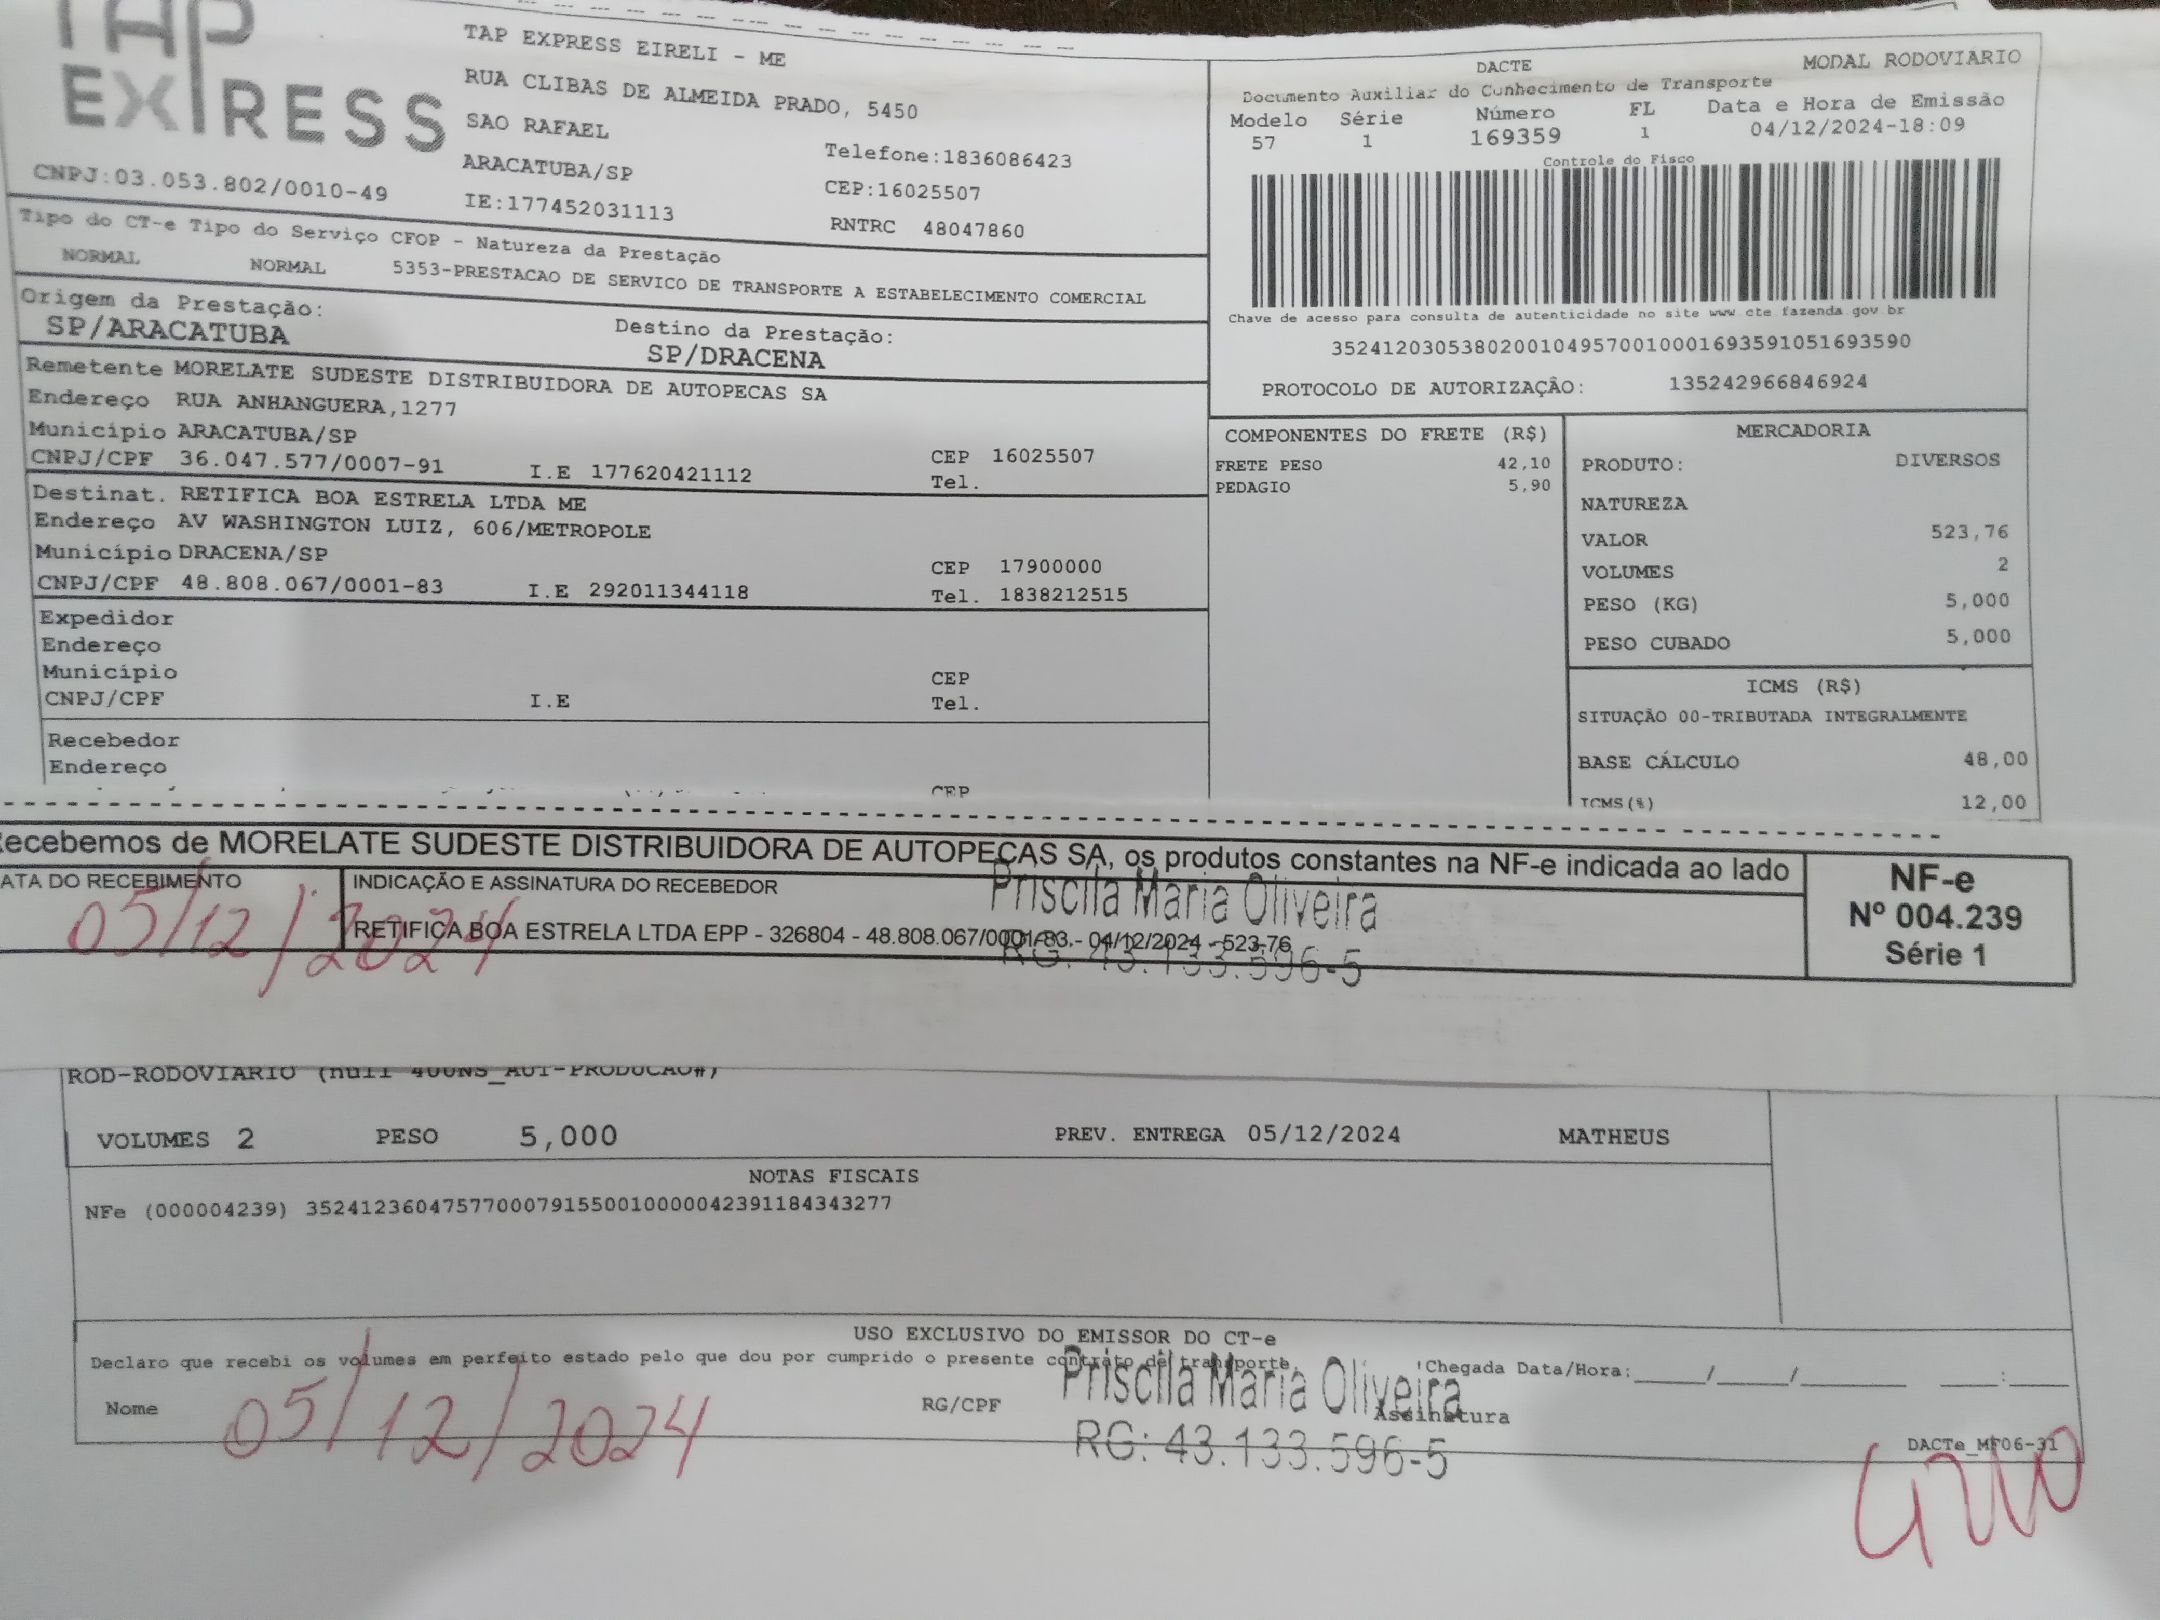 TAP
EXPRESS
CNPJ:03.053.802/0010-49
TAP EXPRESS EIRELI - ME
RUA CLIBAS DE ALMEIDA PRADO, 5450
SAO RAFAEL
ARACATUBA/SP
IE:177452031113
Telefone:1836086423
CEP:16025507
RNTRC 48047860
DACTE
MODAL RODOVIÁRIO
Documento Auxiliar do Conhecimento de Transporte
Modelo Série Número FL Data e Hora de Emissão
57 1 169359 1 04/12/2024-18:09
Controle do Fisco
Chave de acesso para consulta de autenticidade no site www.cte.fazenda.gov.br
35241203053802001049570010001693591051693590
PROTOCOLO DE AUTORIZAÇÃO: 135242966846924
Tipo do CT-e Tipo do Serviço CFOP - Natureza da Prestação
NORMAL NORMAL 5353-PRESTACAO DE SERVICO DE TRANSPORTE A ESTABELECIMENTO COMERCIAL
Origem da Prestação:
SP/ARACATUBA
Destino da Prestação:
SP/DRACENA
Remetente MORELATE SUDESTE DISTRIBUIDORA DE AUTOPECAS SA
Endereço RUA ANHANGUERA,1277
Município ARACATUBA/SP
CEP 16025507
CNPJ/CPF 36.047.577/0007-91 I.E 177620421112 Tel.
Destinat. RETIFICA BOA ESTRELA LTDA ME
Endereço AV WASHINGTON LUIZ, 606/METROPOLE
Município DRACENA/SP
CEP 17900000
CNPJ/CPF 48.808.067/0001-83 I.E 292011344118 Tel. 1838212515
Expedidor
Endereço
Município CEP
CNPJ/CPF I.E Tel.
Recebedor
Endereço
CEP
COMPONENTES DO FRETE (R$)
FRETE PESO 42,10
PEDAGIO 5,90
MERCADORIA
PRODUTO: DIVERSOS
NATUREZA
VALOR 523,76
VOLUMES 2
PESO (KG) 5,000
PESO CUBADO 5,000
ICMS (R$)
SITUAÇÃO 00-TRIBUTADA INTEGRALMENTE
BASE CÁLCULO 48,00
ICMS(%) 12,00
ecebemos de MORELATE SUDESTE DISTRIBUIDORA DE AUTOPEÇAS SA, os produtos constantes na NF-e indicada ao lado
ATA DO RECEBIMENTO
05/12/2024
INDICAÇÃO E ASSINATURA DO RECEBEDOR
Priscila Maria Oliveira
RETIFICA BOA ESTRELA LTDA EPP - 326804 - 48.808.067/0001-83 - 04/12/2024 - 523,76
RG: 43.133.596-5
NF-e
Nº 004.239
Série 1
ROD-RODOVIARIO (null 400NS_AUT-PRODUCAO#)
VOLUMES 2 PESO 5,000 PREV. ENTREGA 05/12/2024 MATHEUS
NOTAS FISCAIS
NFe (000004239) 35241236047577000791550010000042391184343277
USO EXCLUSIVO DO EMISSOR DO CT-e
Declaro que recebi os volumes em perfeito estado pelo que dou por cumprido o presente contrato de transporte.
Chegada Data/Hora:____/____/______ ___:___
Priscila Maria Oliveira
Nome 05/12/2024 RG/CPF Assinatura
RG: 43.133.596-5
DACTe_MF06-31